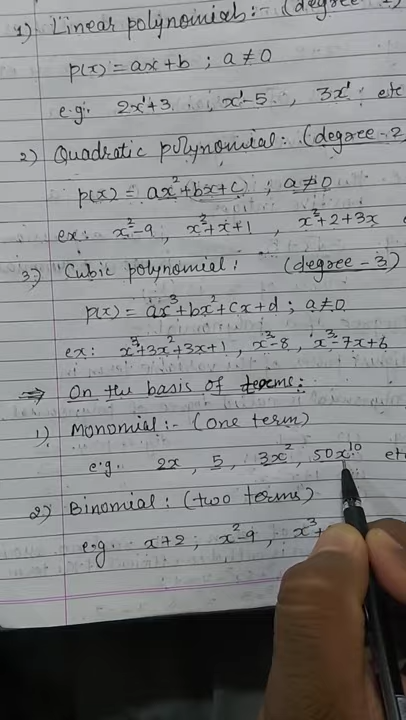 1) Linear polynomials:- (degree-1)
p(x) = ax+b ; a ≠ 0
e.g. 2x¹+3 , x¹-5 , 3x¹ etc
2) Quadratic polynomial: (degree-2
p(x) = ax²+bx+c ; a≠0
ex: x²-9 , x²+x+1 , x²+2+3x
3) Cubic polynomial: (degree-3)
p(x) = ax³+bx²+cx+d ; a≠0
ex: x³+3x²+3x+1 , x³-8 , x³-7x+6
⇒ On the basis of terms:
1) Monomial:- (One term)
e.g. 2x , 5 , 3x² , 50x¹⁰ et
2) Binomial: (two terms)
e.g x+2 ; x²-9 , x³+